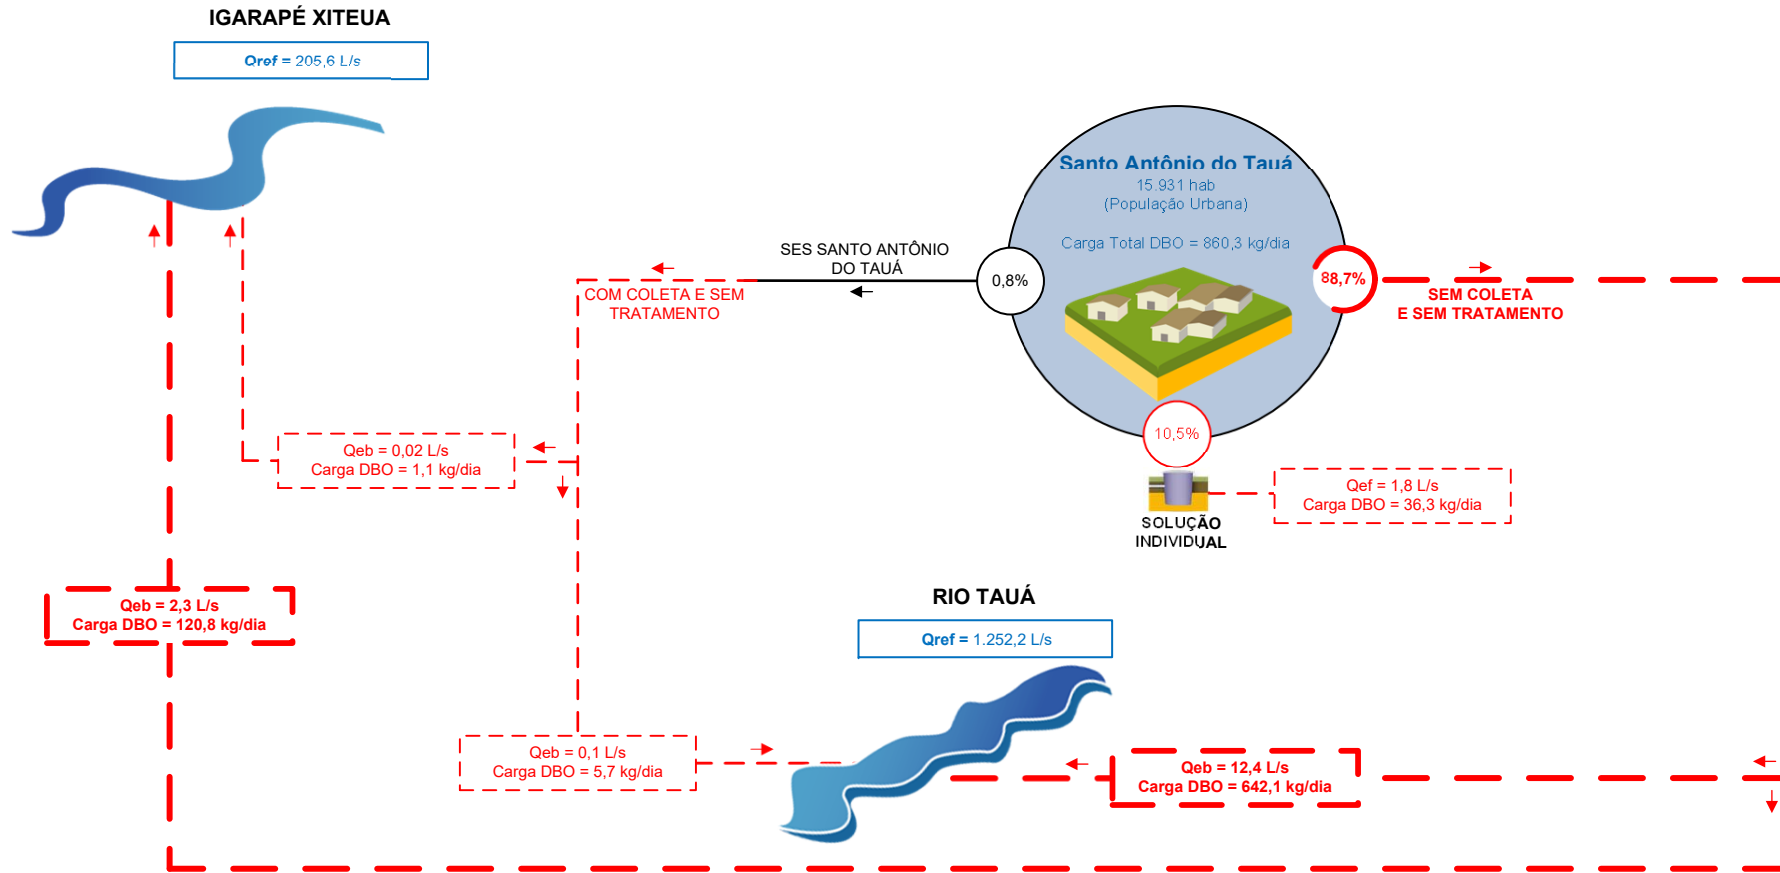 IGARAPÉ XITEUA
Qref = 205,6 L/s
Santo Antônio do Tauá
15.931 hab
(População Urbana)
Carga Total DBO = 860,3 kg/dia
SES SANTO ANTÔNIO
DO TAUÁ
0,8%
88,7%
COM COLETA E SEM
TRATAMENTO
SEM COLETA
E SEM TRATAMENTO
10,5%
Qeb = 0,02 L/s
Carga DBO = 1,1 kg/dia
Qef = 1,8 L/s
Carga DBO = 36,3 kg/dia
SOLUÇÃO
INDIVIDUAL
RIO TAUÁ
Qref = 1.252,2 L/s
Qeb = 2,3 L/s
Carga DBO = 120,8 kg/dia
Qeb = 0,1 L/s
Carga DBO = 5,7 kg/dia
Qeb = 12,4 L/s
Carga DBO = 642,1 kg/dia